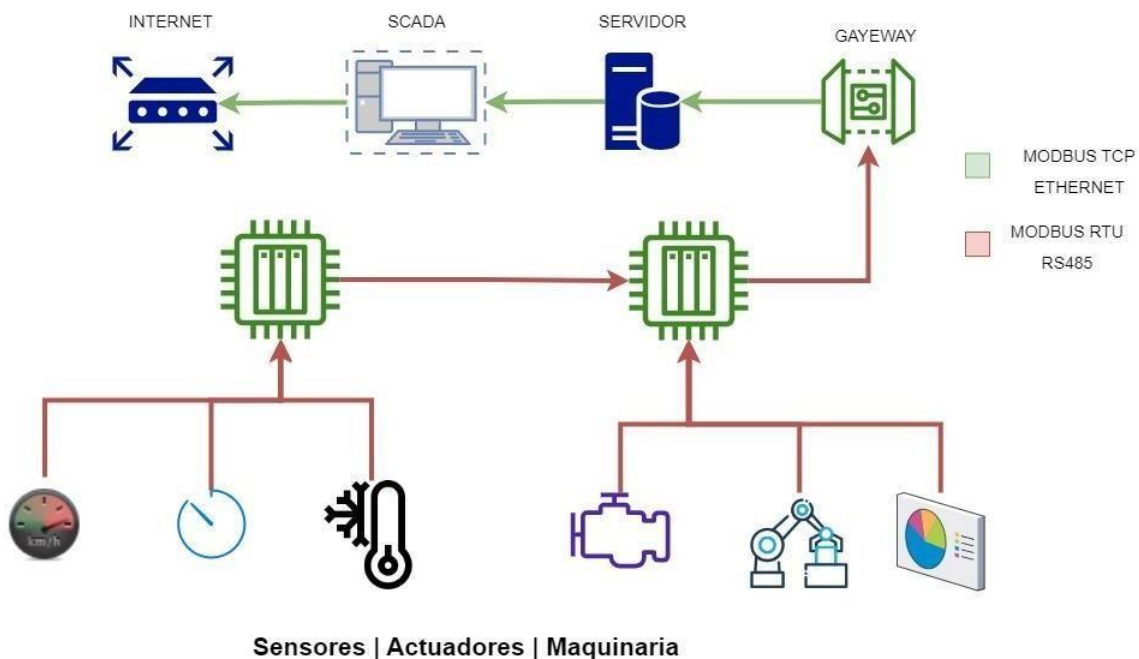 INTERNET
SCADA
SERVIDOR
GAYEWAY
MODBUS TCP
ETHERNET
MODBUS RTU
RS485
km/h
Sensores | Actuadores | Maquinaria